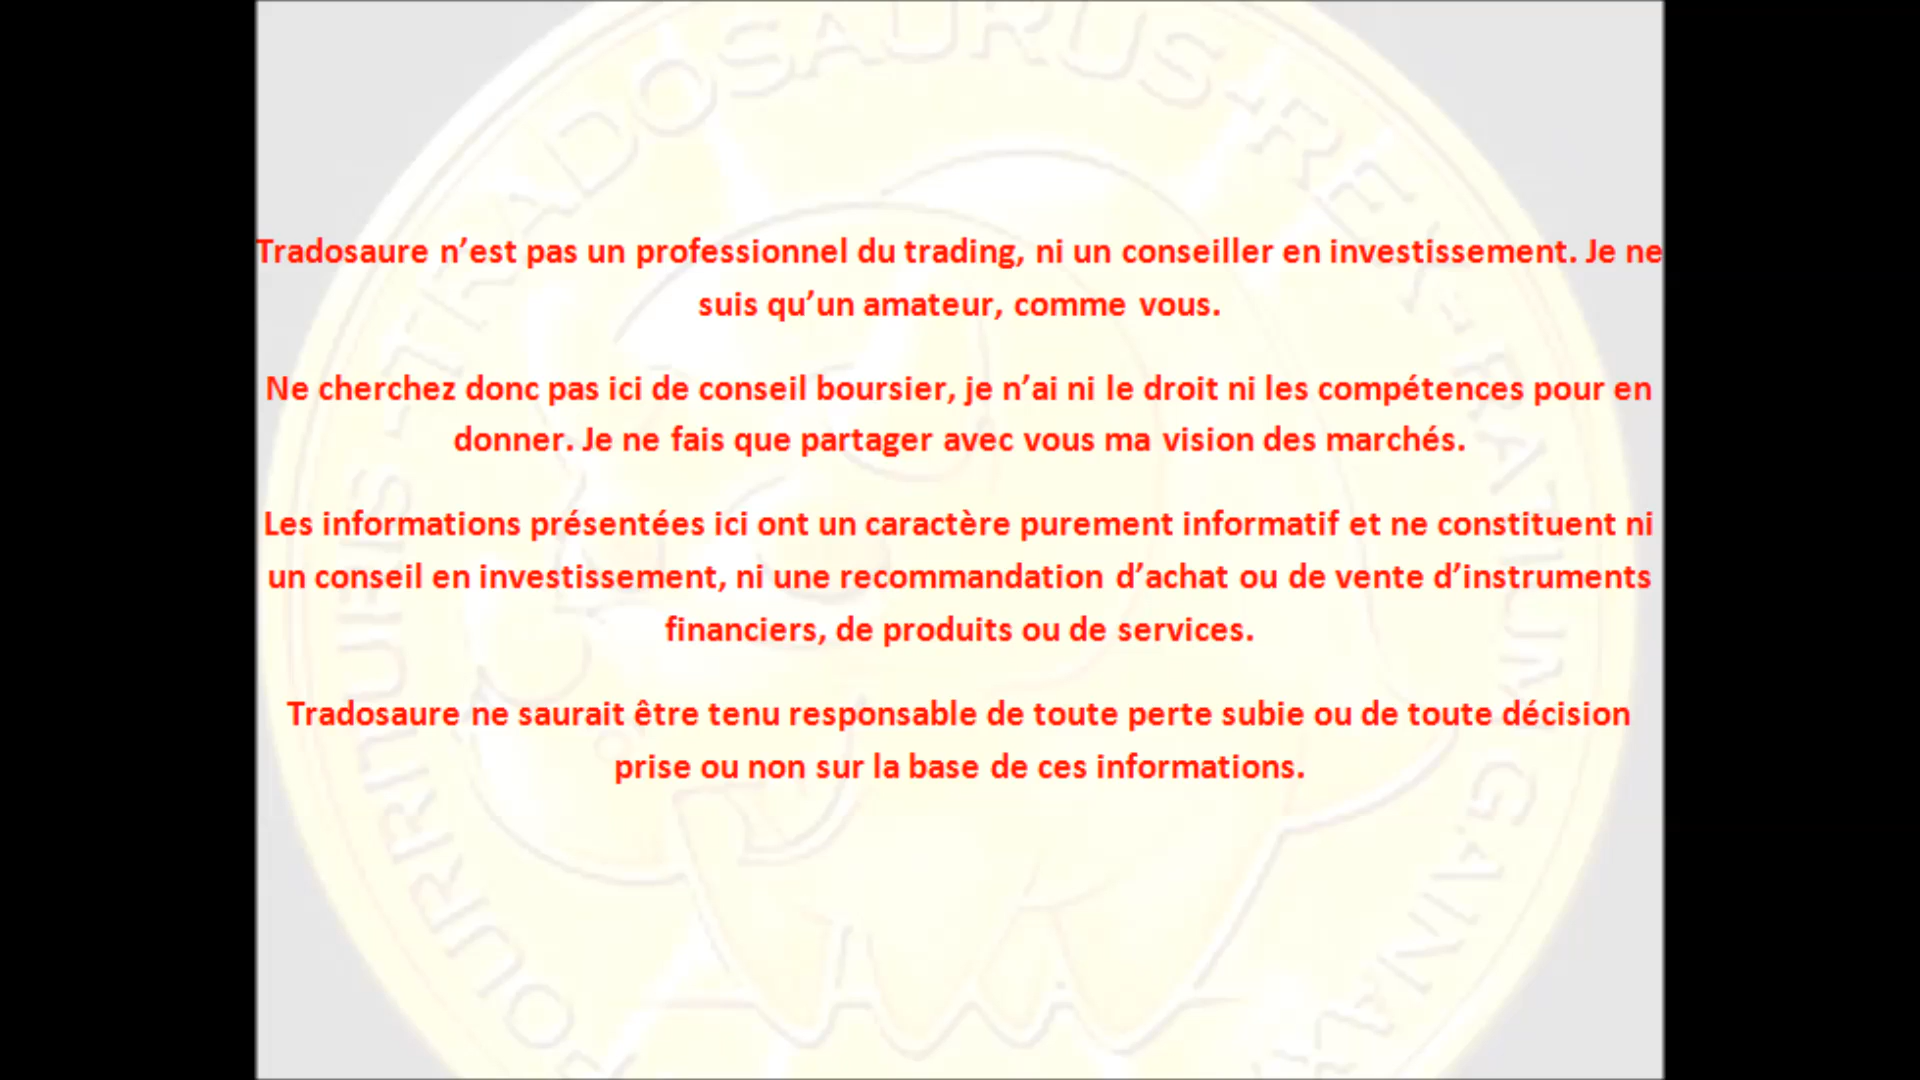 TRADOSAURUS-REX-RATIUM GAINA
POURRITUFIS
Tradosaure n’est pas un professionnel du trading, ni un conseiller en investissement. Je ne
suis qu’un amateur, comme vous.
Ne cherchez donc pas ici de conseil boursier, je n’ai ni le droit ni les compétences pour en
donner. Je ne fais que partager avec vous ma vision des marchés.
Les informations présentées ici ont un caractère purement informatif et ne constituent ni
un conseil en investissement, ni une recommandation d’achat ou de vente d’instruments
financiers, de produits ou de services.
Tradosaure ne saurait être tenu responsable de toute perte subie ou de toute décision
prise ou non sur la base de ces informations.